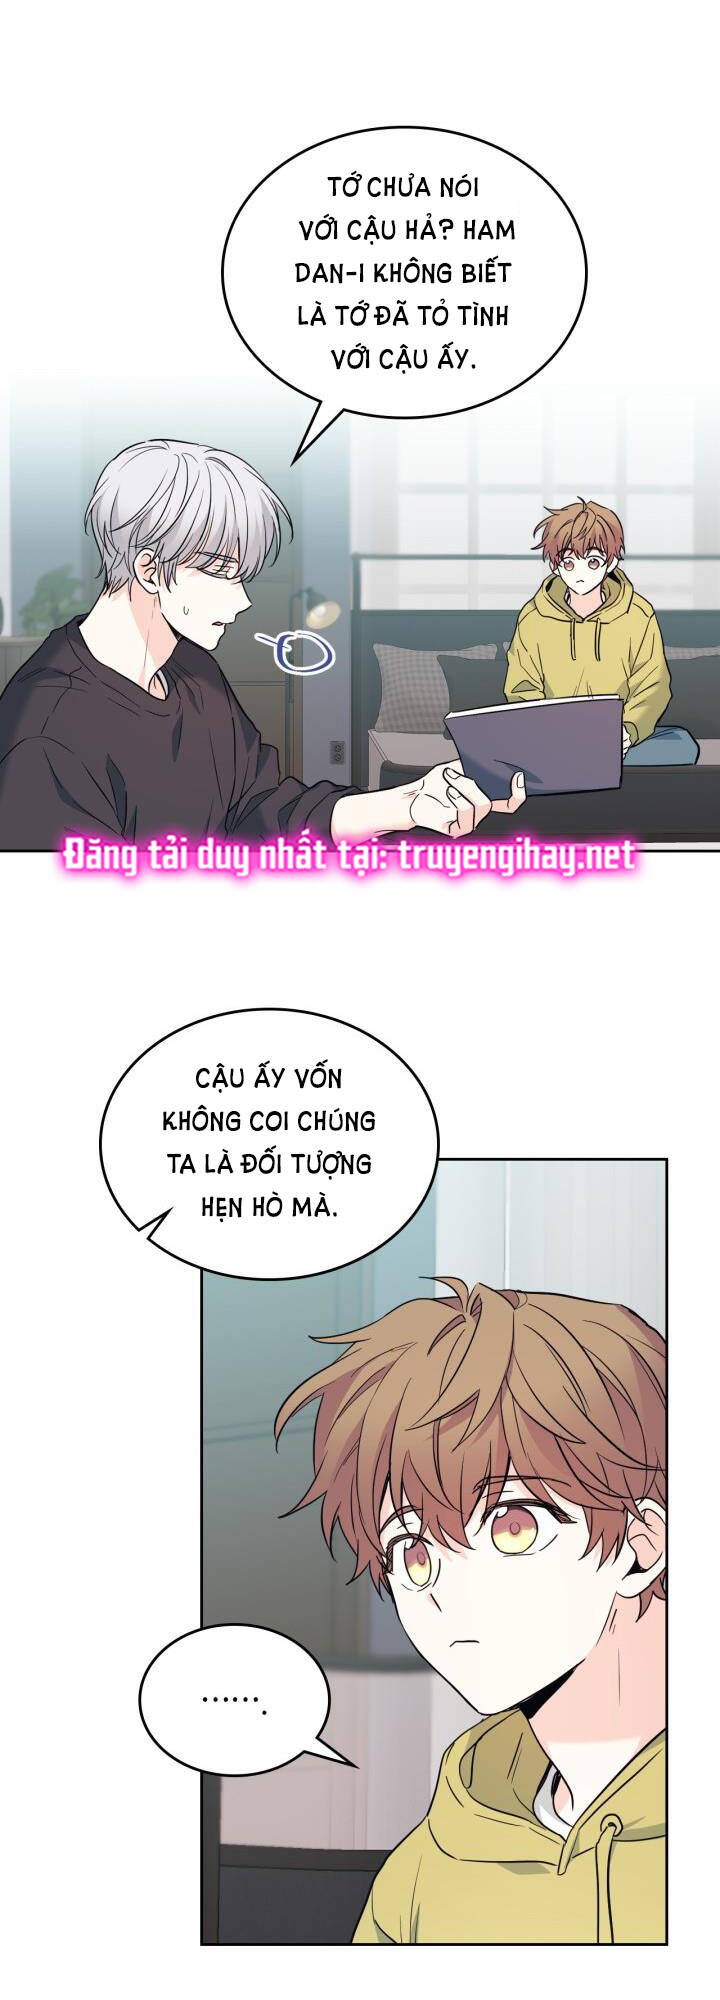 TỚ CHƯA NÓI
VỚI CẬU HẢ? HAM
DAN-I KHÔNG BIẾT
LÀ TỚ ĐÃ TỎ TÌNH
VỚI CẬU ẤY.
Đăng tải duy nhất tại: truyengihay.net
CẬU ẤY VỐN
KHÔNG COI CHÚNG
TA LÀ ĐỐI TƯỢNG
HẸN HÒ MÀ.
.......